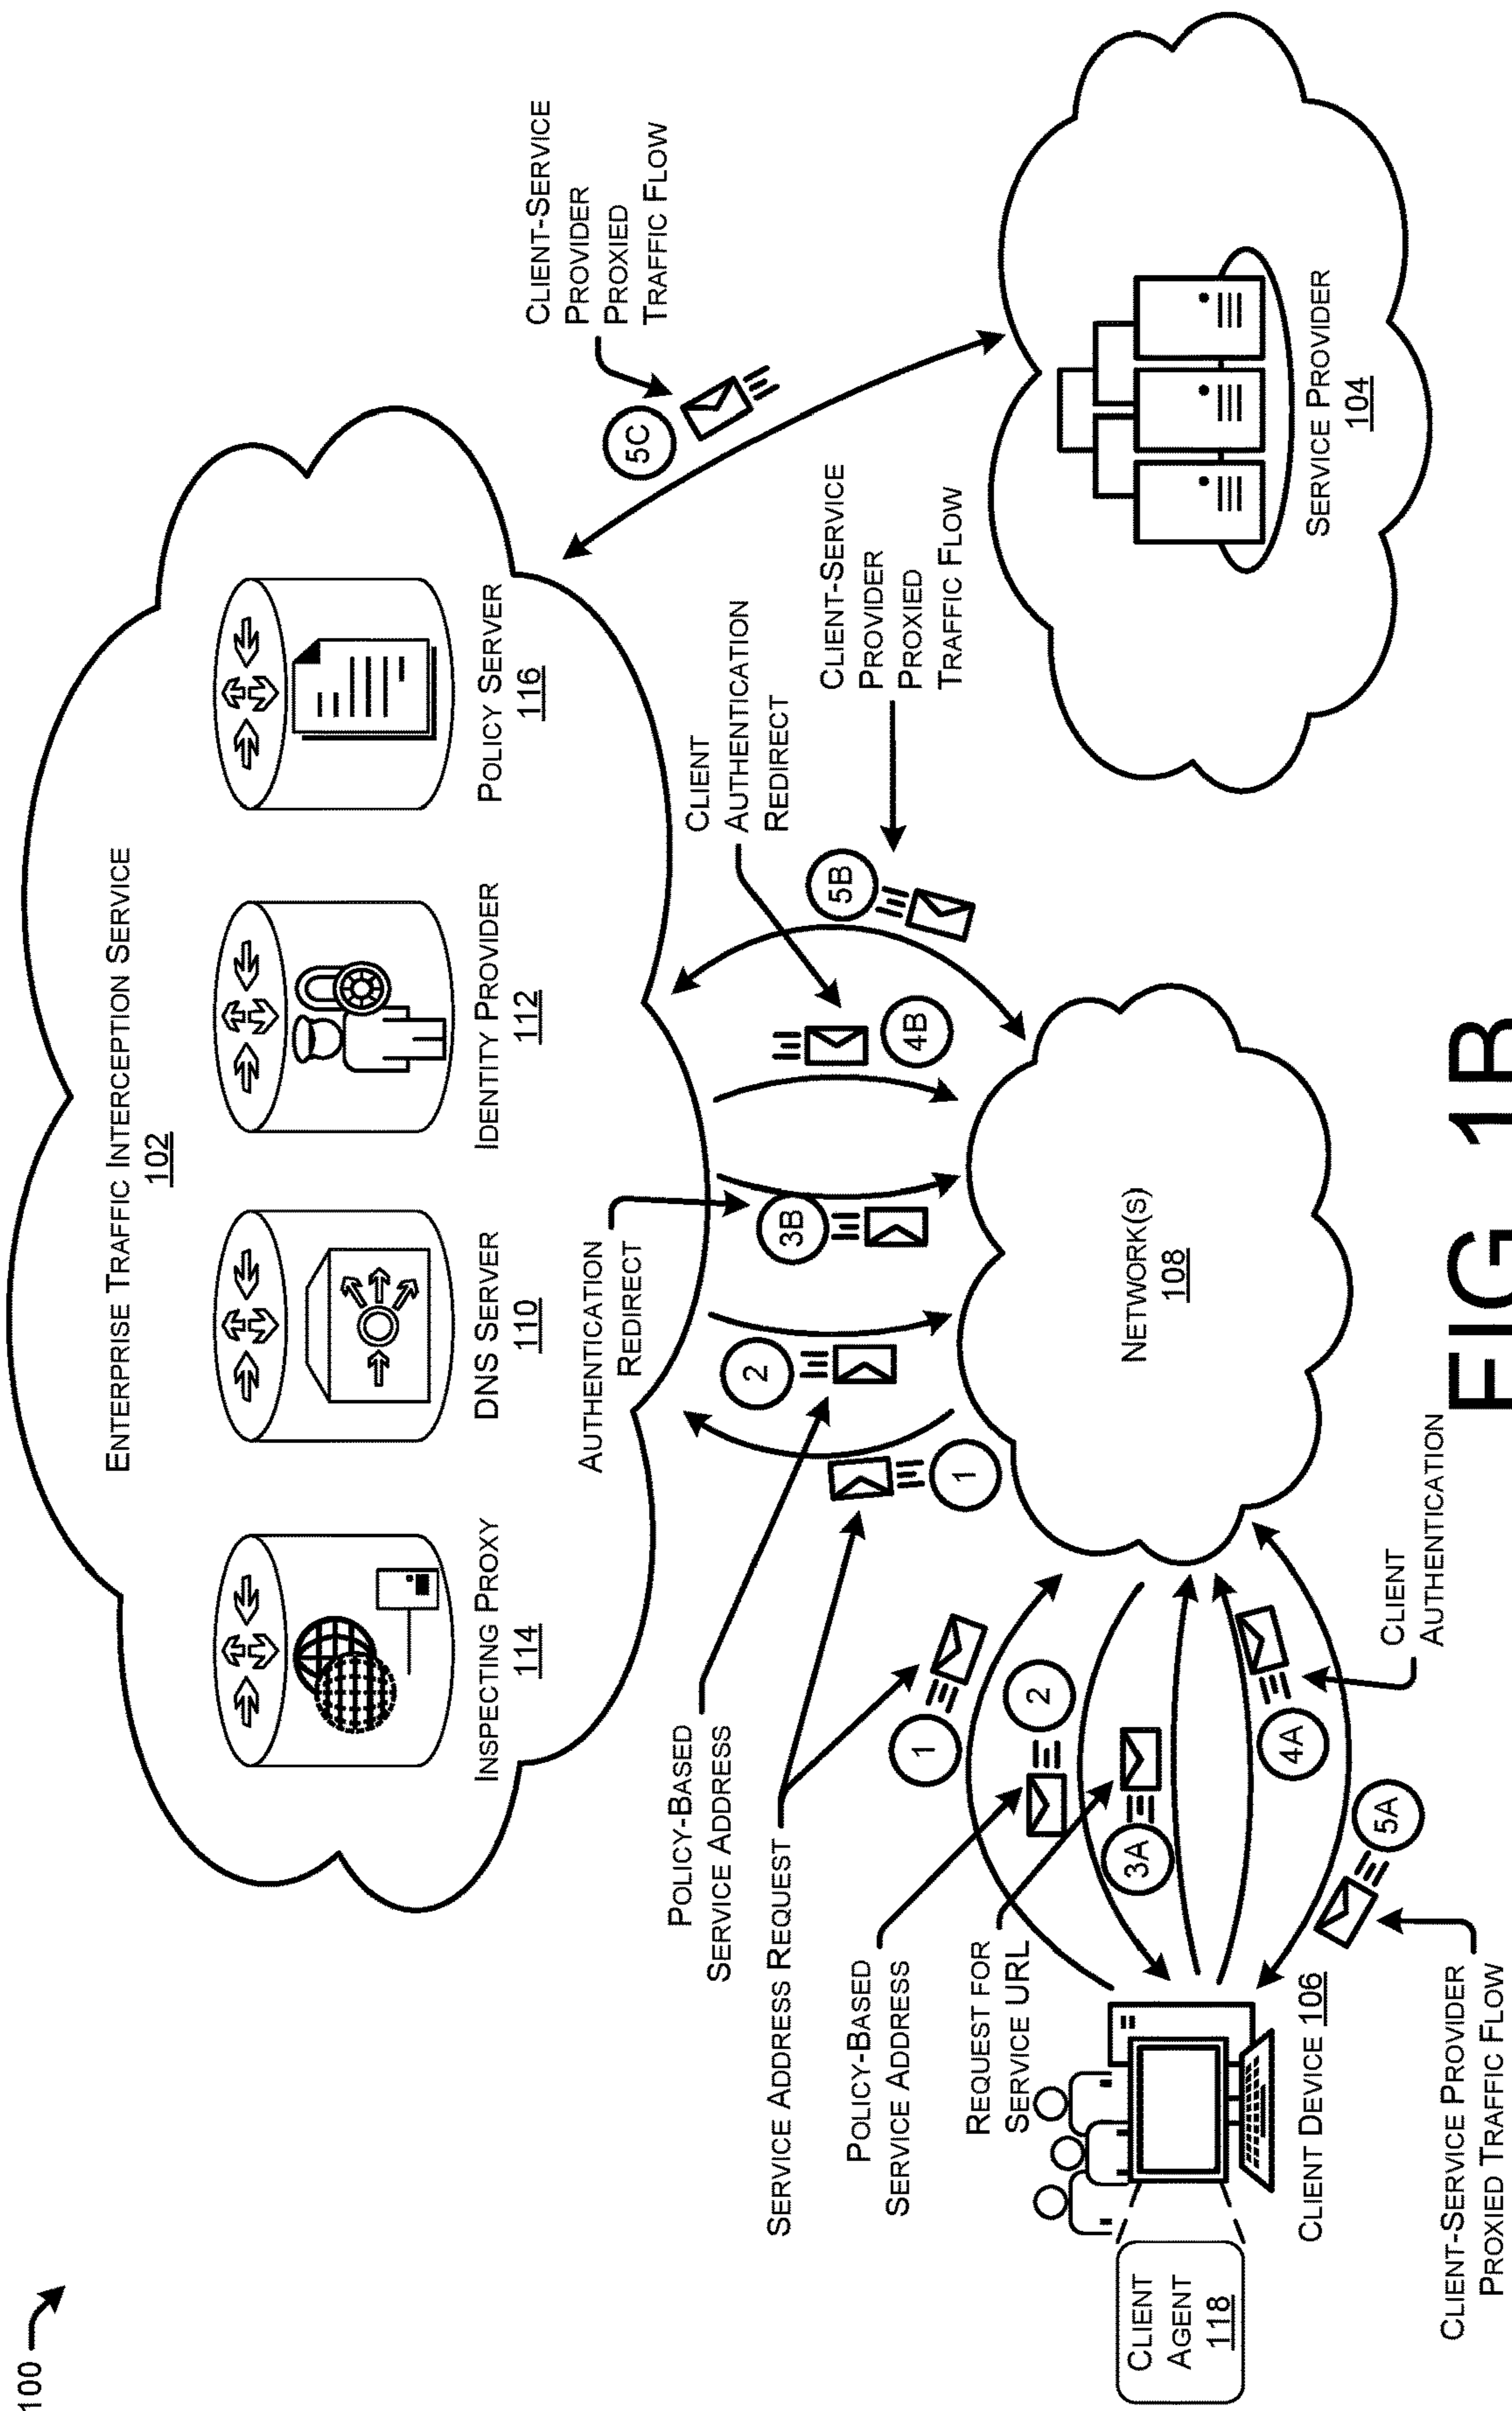 100
ENTERPRISE TRAFFIC INTERCEPTION SERVICE
102
INSPECTING PROXY
114
DNS SERVER
110
IDENTITY PROVIDER
112
POLICY SERVER
116
CLIENT-SERVICE
PROVIDER
PROXIED
TRAFFIC FLOW
5C
AUTHENTICATION
REDIRECT
CLIENT
AUTHENTICATION
REDIRECT
POLICY-BASED
SERVICE ADDRESS
2
3B
4B
5B
CLIENT-SERVICE
PROVIDER
PROXIED
TRAFFIC FLOW
SERVICE ADDRESS REQUEST
1
1
POLICY-BASED
SERVICE ADDRESS
2
REQUEST FOR
SERVICE URL
3A
4A
5A
NETWORK(S)
108
SERVICE PROVIDER
104
CLIENT
AGENT
118
CLIENT DEVICE 106
CLIENT
AUTHENTICATION
CLIENT-SERVICE PROVIDER
PROXIED TRAFFIC FLOW
FIG. 1B